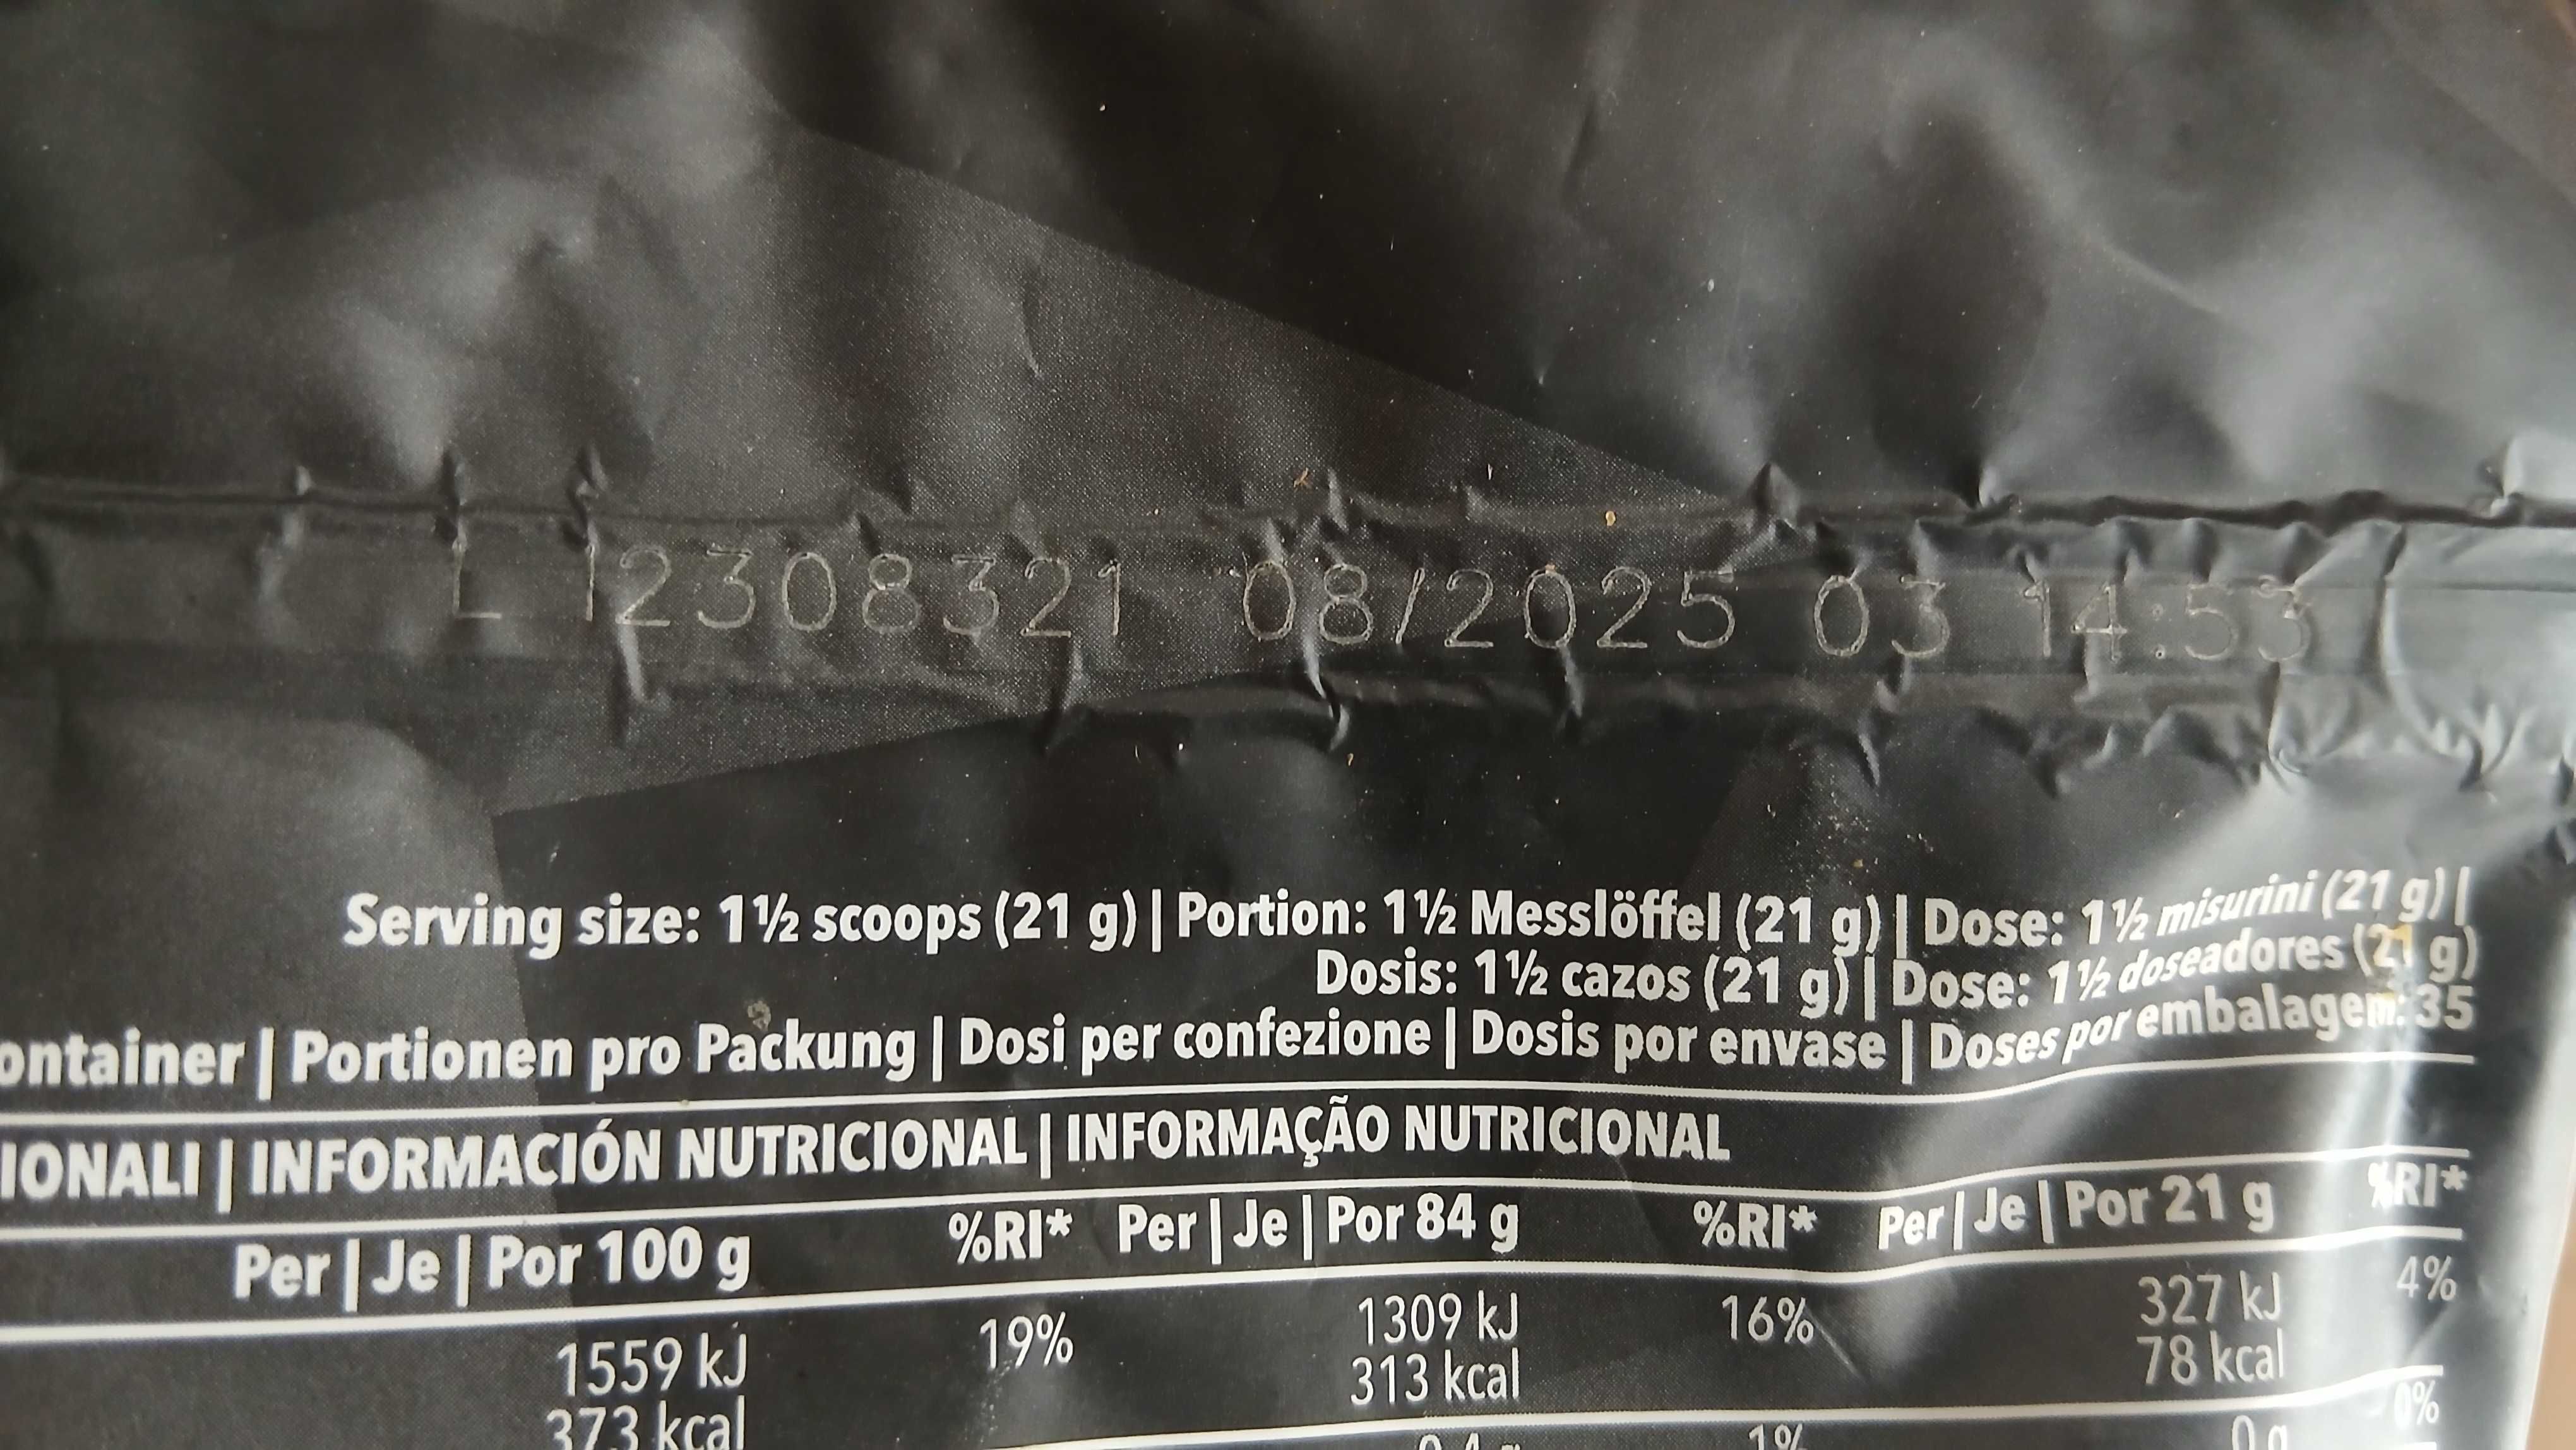 L 12308321 08/2025 03 14:53
Serving size: 1½ scoops (21 g) | Portion: 1½ Messlöffel (21 g) | Dose: 1½ misurini (21 g) |
Dosis: 1½ cazos (21 g) | Dose: 1½ doseadores (21 g)
ontainer | Portionen pro Packung | Dosi per confezione | Dosis por envase | Doses por embalagem: 35
IONALI | INFORMACIÓN NUTRICIONAL | INFORMAÇÃO NUTRICIONAL
Per | Je | Por 100 g %RI* Per | Je | Por 84 g %RI* Per | Je | Por 21 g %RI*
1559 kJ 19% 1309 kJ 16% 327 kJ 4%
373 kcal 313 kcal 78 kcal
1% 0 g 0%